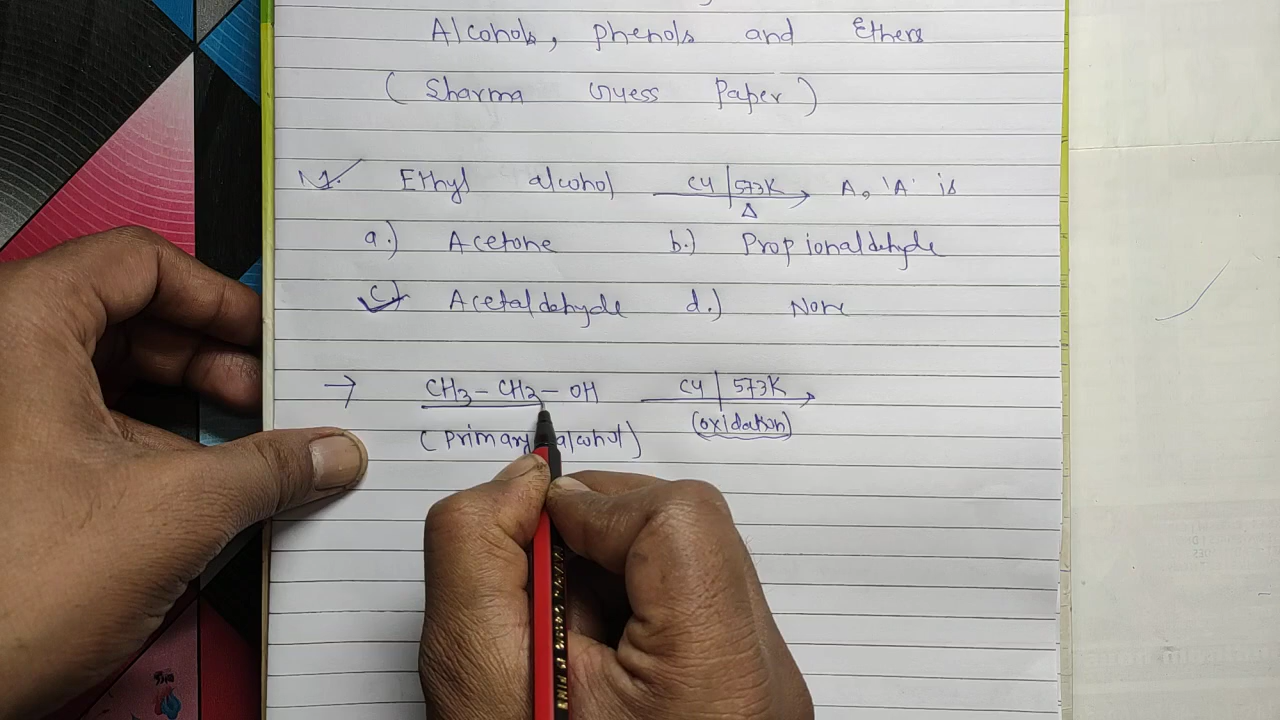 Alcohols, phenols and Ethers
(Sharma Guess Paper)
1. Ethyl alcohol Cu|573K A, 'A' is
Δ
a.) Acetone b.) Propionaldehyde
c) Acetaldehyde d.) None
→ CH3-CH2-OH Cu|573K
(Primary alcohol) (oxidation)